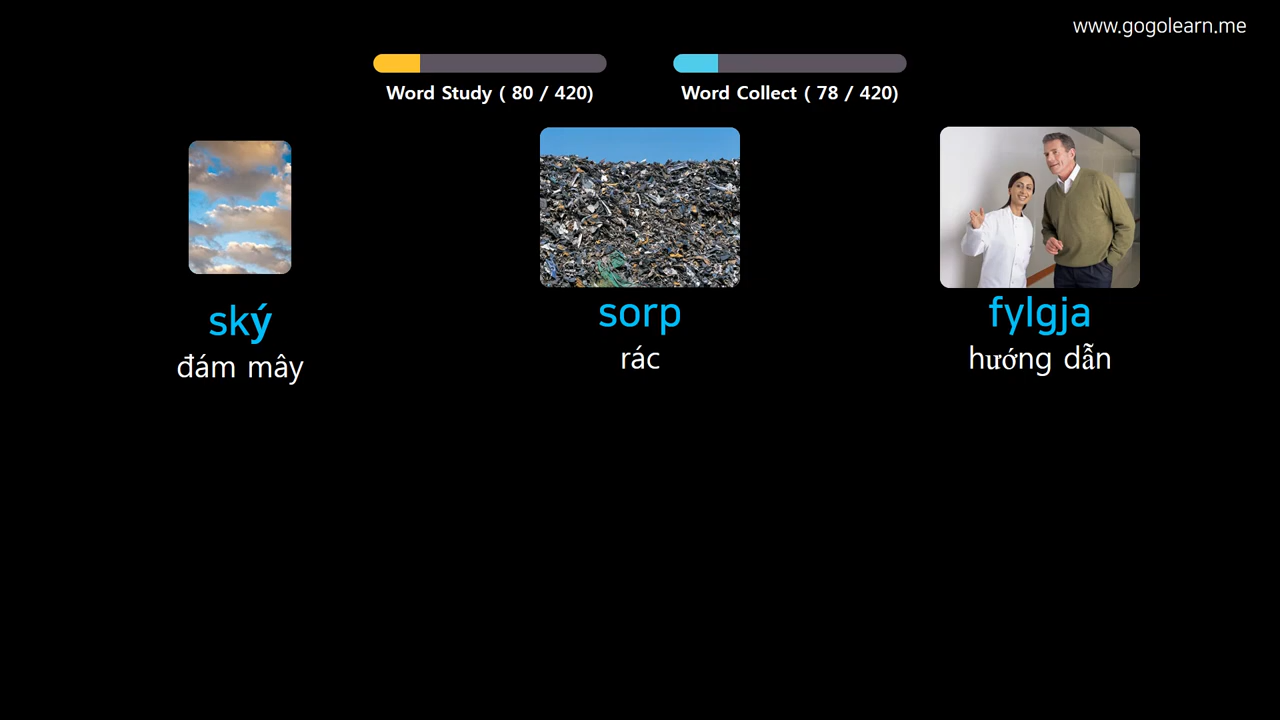 www.gogolearn.me
Word Study ( 80 / 420)
Word Collect ( 78 / 420)
ský
đám mây
sorp
rác
fylgja
hướng dẫn